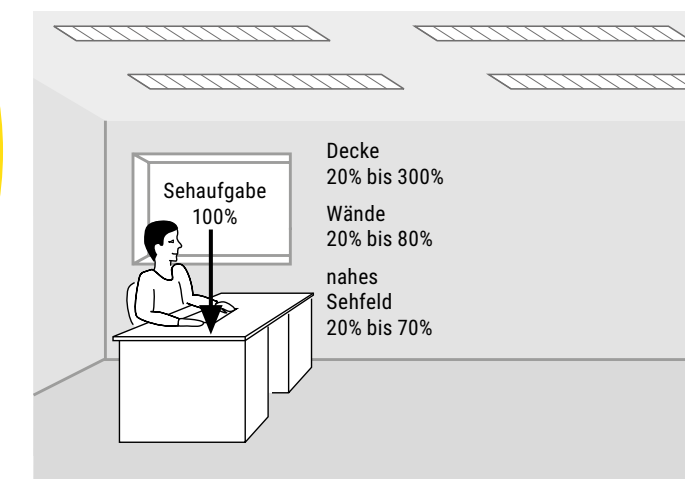 Sehaufgabe
100%
Decke
20% bis 300%
Wände
20% bis 80%
nahes
Sehfeld
20% bis 70%